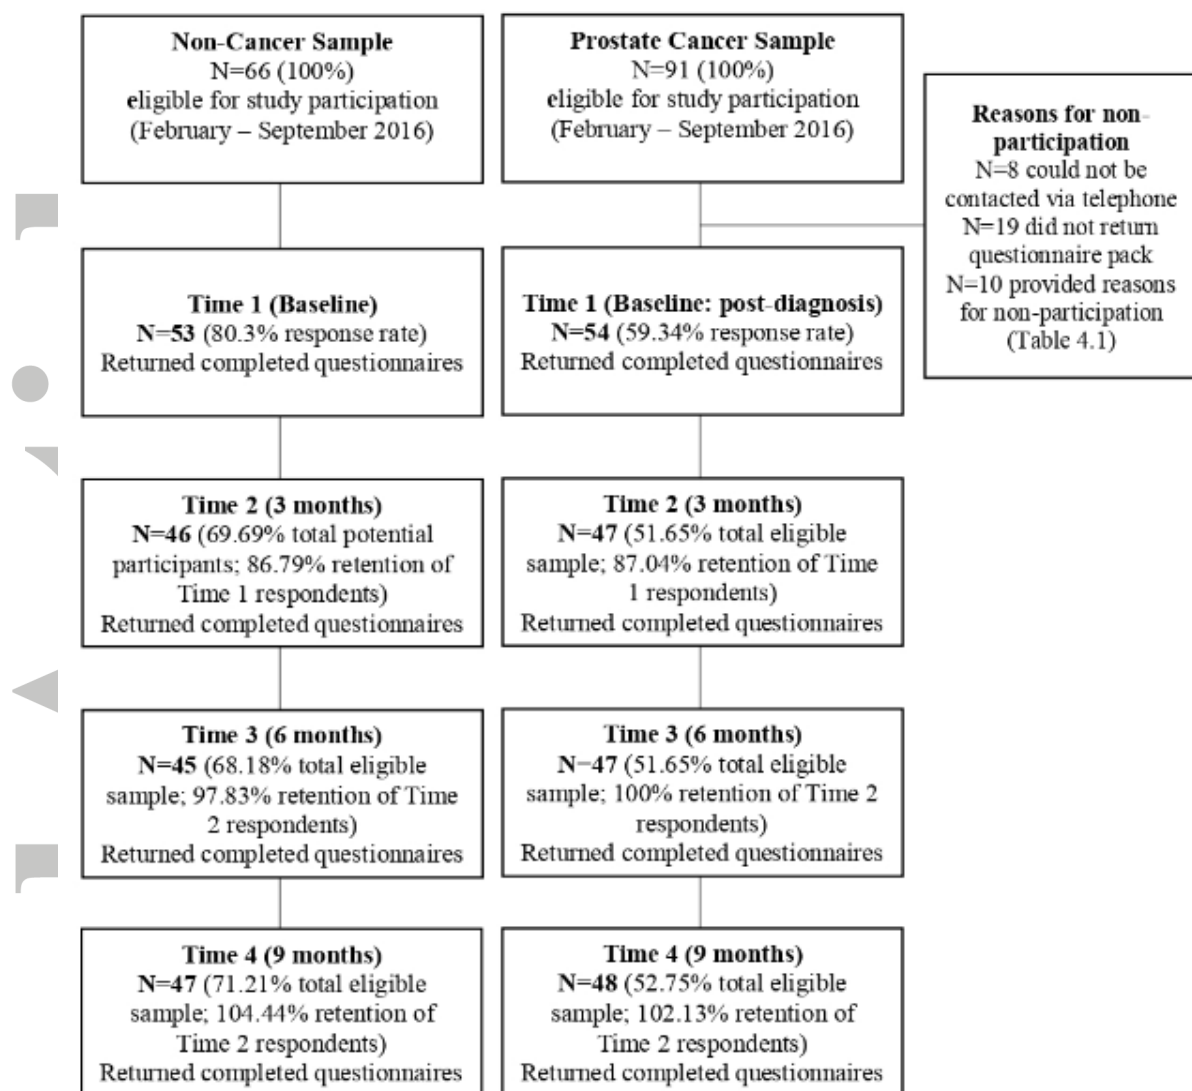 Non-Cancer Sample
N=66 (100%)
eligible for study participation
(February – September 2016)
Prostate Cancer Sample
N=91 (100%)
eligible for study participation
(February – September 2016)
Reasons for non-
participation
N=8 could not be
contacted via telephone
N=19 did not return
questionnaire pack
N=10 provided reasons
for non-participation
(Table 4.1)
Time 1 (Baseline)
N=53 (80.3% response rate)
Returned completed questionnaires
Time 1 (Baseline: post-diagnosis)
N=54 (59.34% response rate)
Returned completed questionnaires
Time 2 (3 months)
N=46 (69.69% total potential
participants; 86.79% retention of
Time 1 respondents)
Returned completed questionnaires
Time 2 (3 months)
N=47 (51.65% total eligible
sample; 87.04% retention of Time
1 respondents)
Returned completed questionnaires
Time 3 (6 months)
N=45 (68.18% total eligible
sample; 97.83% retention of Time
2 respondents)
Returned completed questionnaires
Time 3 (6 months)
N=47 (51.65% total eligible
sample; 100% retention of Time 2
respondents)
Returned completed questionnaires
Time 4 (9 months)
N=47 (71.21% total eligible
sample; 104.44% retention of
Time 2 respondents)
Returned completed questionnaires
Time 4 (9 months)
N=48 (52.75% total eligible
sample; 102.13% retention of
Time 2 respondents)
Returned completed questionnaires